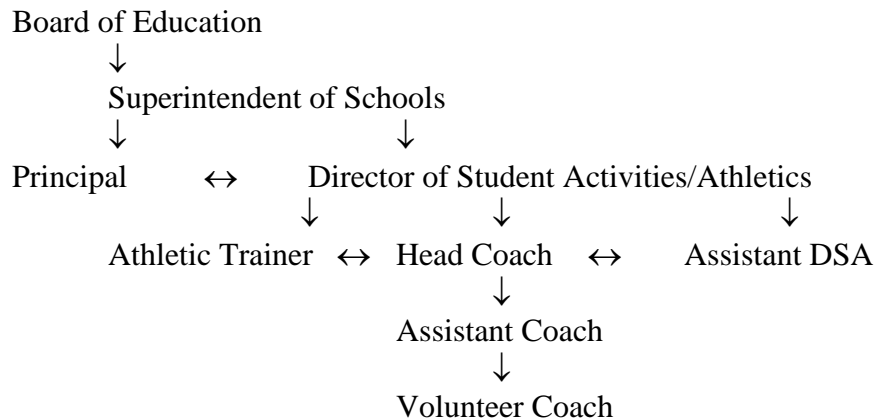 Board of Education
↓
Superintendent of Schools
↓ ↓
Principal ↔ Director of Student Activities/Athletics
↓ ↓ ↓
Athletic Trainer ↔ Head Coach ↔ Assistant DSA
↓
Assistant Coach
↓
Volunteer Coach